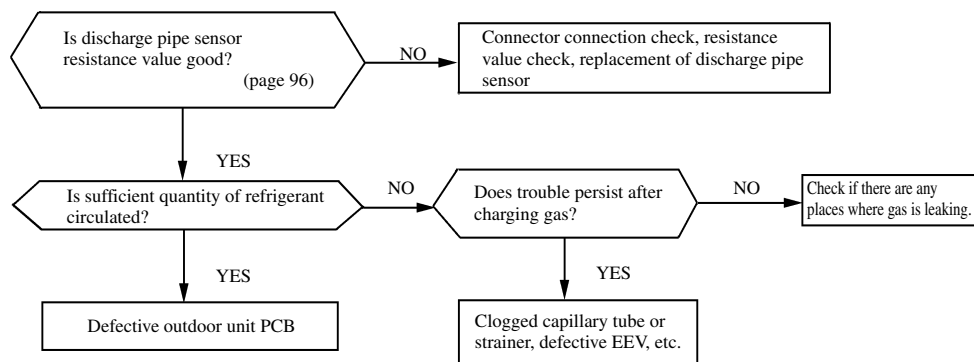 Is discharge pipe sensor
resistance value good?
(page 96)
NO
Connector connection check, resistance
value check, replacement of discharge pipe
sensor
YES
Is sufficient quantity of refrigerant
circulated?
NO
Does trouble persist after
charging gas?
NO
Check if there are any
places where gas is leaking.
YES
YES
Defective outdoor unit PCB
Clogged capillary tube or
strainer, defective EEV, etc.